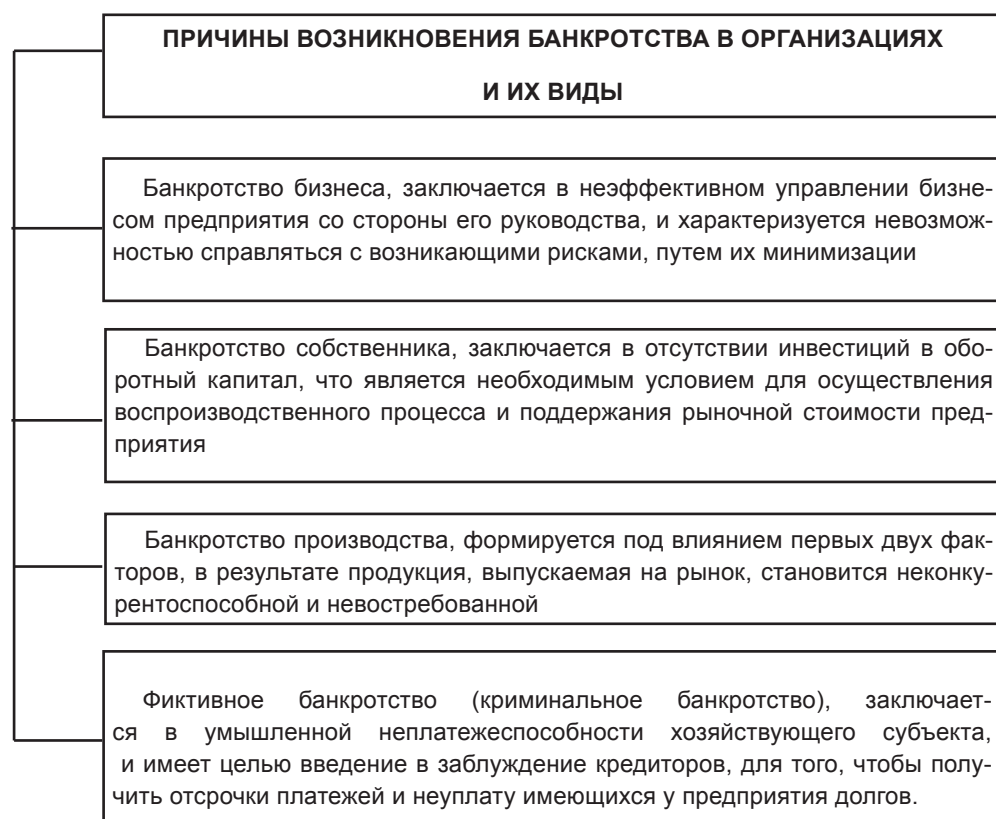 ПРИЧИНЫ ВОЗНИКНОВЕНИЯ БАНКРОТСТВА В ОРГАНИЗАЦИЯХ
И ИХ ВИДЫ
Банкротство бизнеса, заключается в неэффективном управлении бизне-
сом предприятия со стороны его руководства, и характеризуется невозмож-
ностью справляться с возникающими рисками, путем их минимизации
Банкротство собственника, заключается в отсутствии инвестиций в обо-
ротный капитал, что является необходимым условием для осуществления
воспроизводственного процесса и поддержания рыночной стоимости пред-
приятия
Банкротство производства, формируется под влиянием первых двух фак-
торов, в результате продукция, выпускаемая на рынок, становится неконку-
рентоспособной и невостребованной
Фиктивное банкротство (криминальное банкротство), заключает-
ся в умышленной неплатежеспособности хозяйствующего субъекта,
и имеет целью введение в заблуждение кредиторов, для того, чтобы полу-
чить отсрочки платежей и неуплату имеющихся у предприятия долгов.